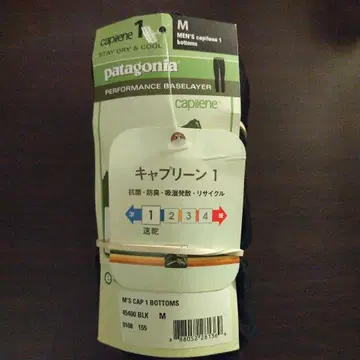 capilene 1
STAY DRY & COOL
M
MEN'S capilene 1
bottoms
patagonia
PERFORMANCE BASELAYER
capilene
キャプリーン 1
抗菌・防臭・吸湿発散・リサイクル
1 2 3 4
速乾
M'S CAP 1 BOTTOMS
45400 BLK M
0108 155